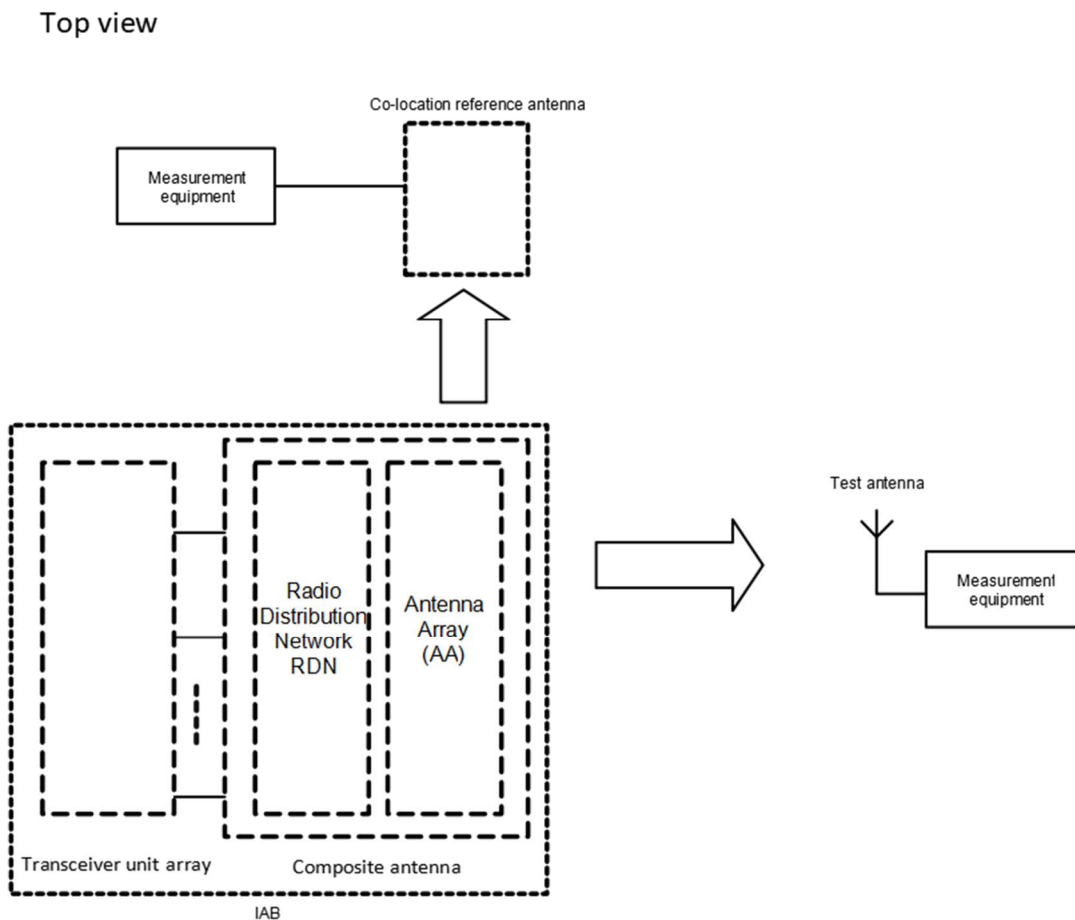 Top view
Co-location reference antenna
Measurement
equipment
Test antenna
Measurement
equipment
Radio
Distribution
Network
RDN
Antenna
Array
(AA)
Transceiver unit array
Composite antenna
IAB